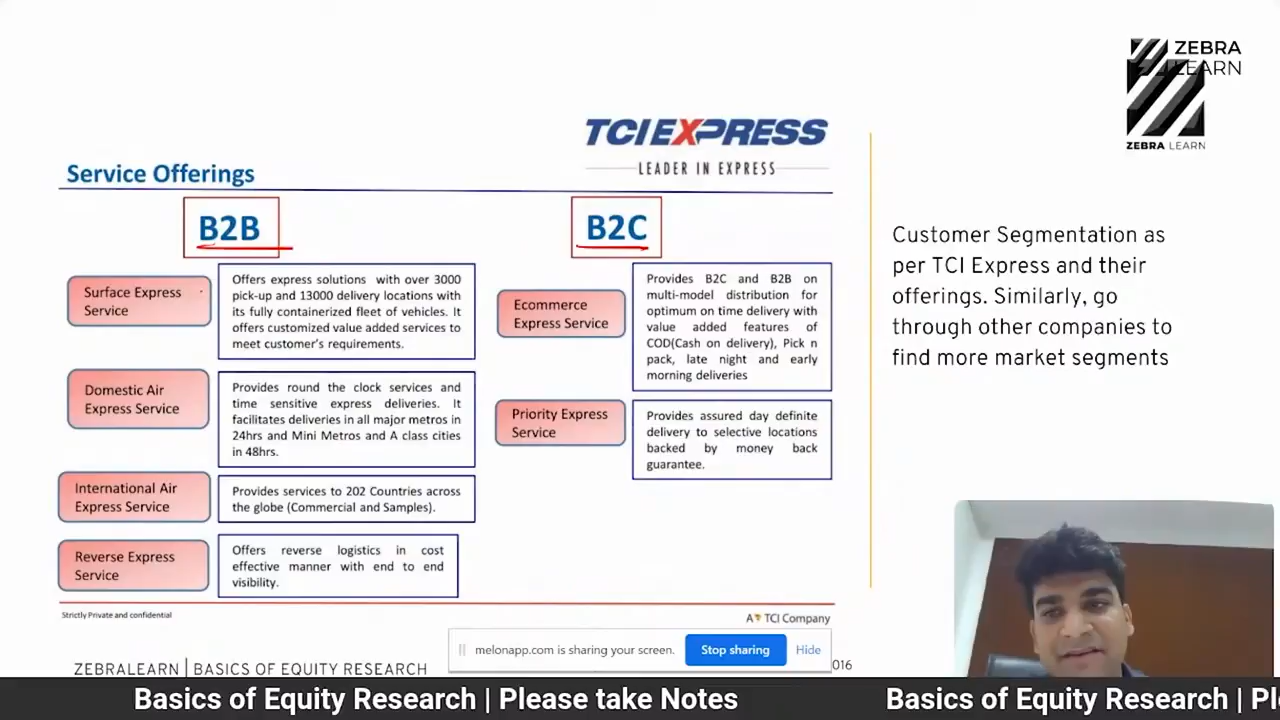 ZEBRA
LEARN
ZEBRA LEARN
TCIEXPRESS
LEADER IN EXPRESS
Service Offerings
B2B
B2C
Surface Express
Service
Offers express solutions with over 3000
pick-up and 13000 delivery locations with
its fully containerized fleet of vehicles. It
offers customized value added services to
meet customer's requirements.
Domestic Air
Express Service
Provides round the clock services and
time sensitive express deliveries. It
facilitates deliveries in all major metros in
24hrs and Mini Metros and A class cities
in 48hrs.
International Air
Express Service
Provides services to 202 Countries across
the globe (Commercial and Samples).
Reverse Express
Service
Offers reverse logistics in cost
effective manner with end to end
visibility.
Ecommerce
Express Service
Provides B2C and B2B on
multi-model distribution for
optimum on time delivery with
value added features of
COD(Cash on delivery), Pick n
pack, late night and early
morning deliveries
Priority Express
Service
Provides assured day definite
delivery to selective locations
backed by money back
guarantee.
Customer Segmentation as
per TCI Express and their
offerings. Similarly, go
through other companies to
find more market segments
Strictly Private and confidential
A TCI Company
melonapp.com is sharing your screen.
Stop sharing
Hide
ZEBRALEARN | BASICS OF EQUITY RESEARCH
016
Basics of Equity Research | Please take Notes
Basics of Equity Research | Pl